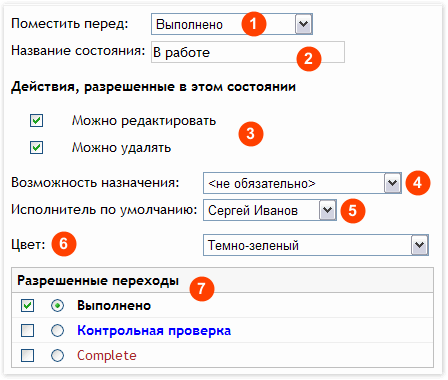 Поместить перед: Выполнено 1
Название состояния: В работе 2
Действия, разрешенные в этом состоянии
Можно редактировать
3
Можно удалять
Возможность назначения: <не обязательно> 4
Исполнитель по умолчанию: Сергей Иванов 5
Цвет: 6 Темно-зеленый
Разрешенные переходы 7
Выполнено
Контрольная проверка
Complete